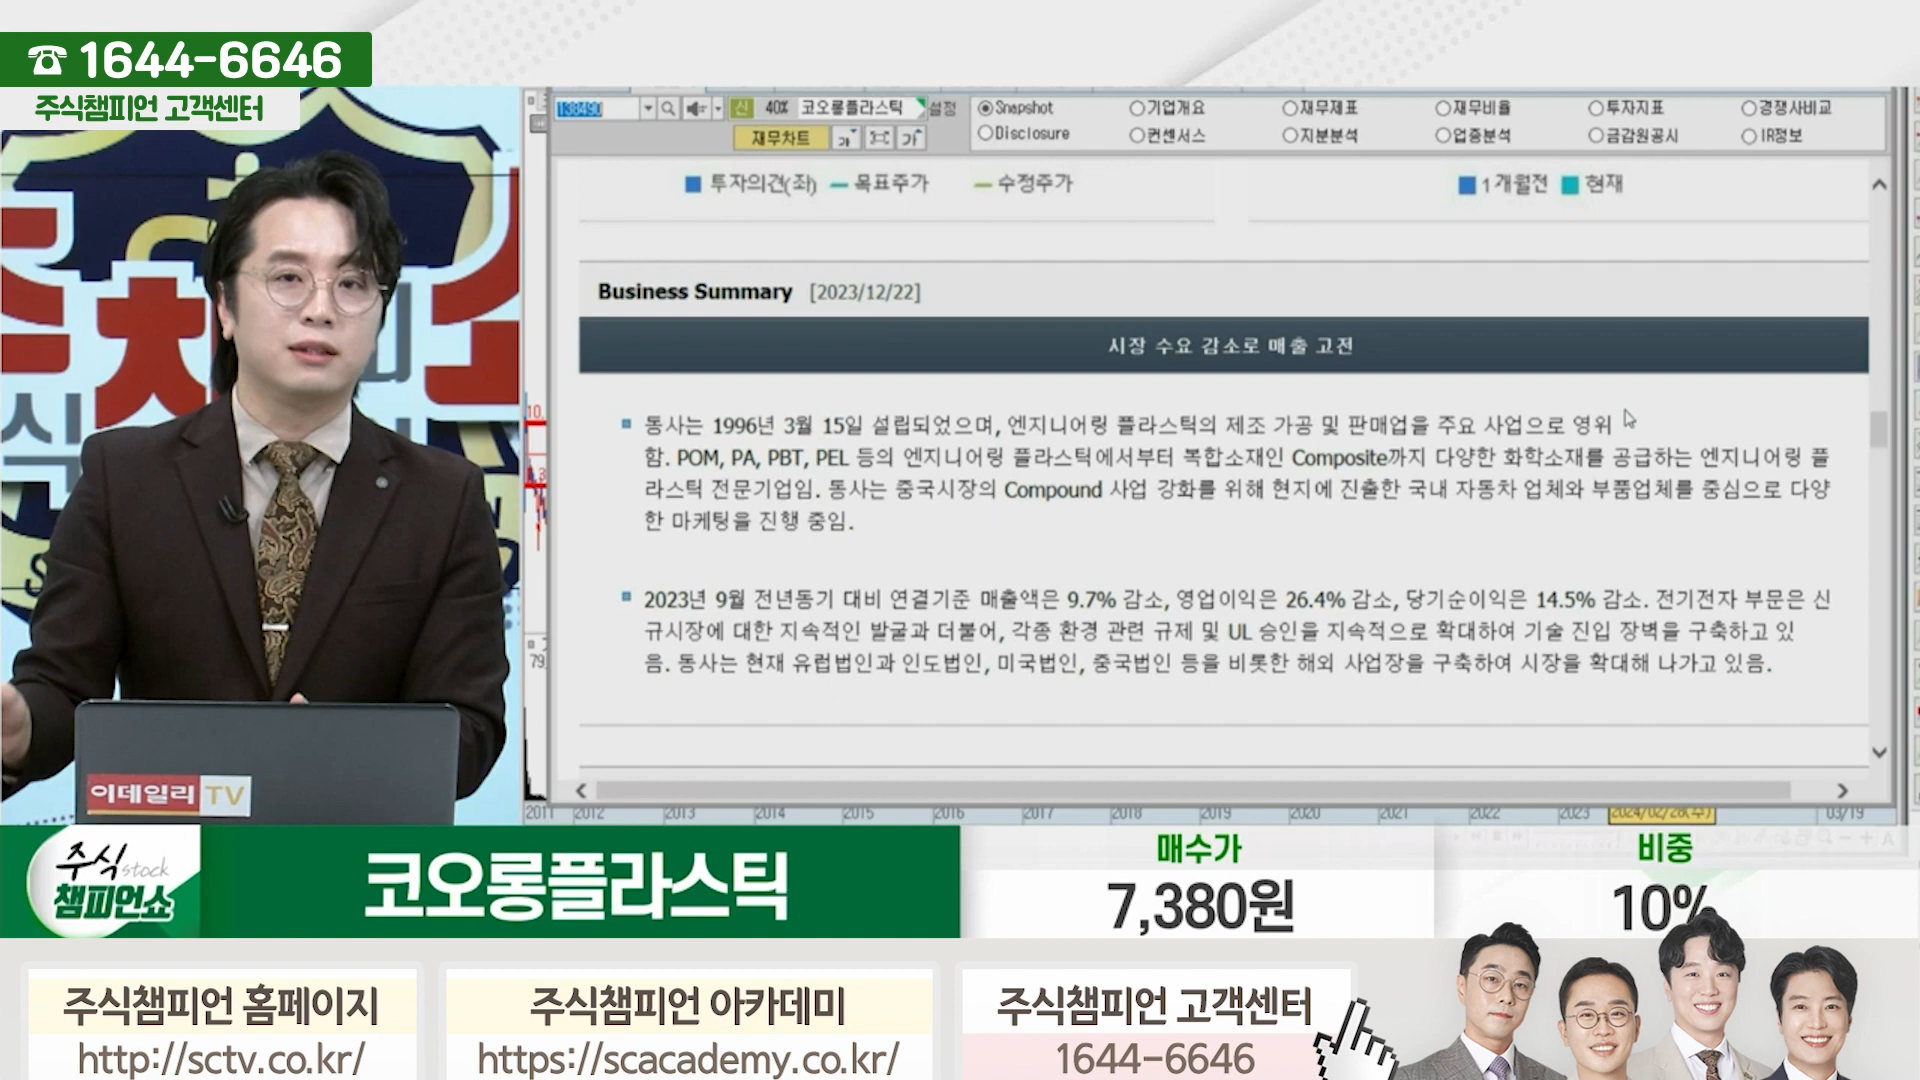 ☎ 1644-6646
주식챔피언 고객센터
138490
신 40% 코오롱플라스틱 설정
재무차트
Snapshot 기업개요 재무제표 재무비율 투자지표 경쟁사비교
Disclosure 컨센서스 지분분석 업종분석 금감원공시 IR정보
투자의견(좌) 목표주가 수정주가
1개월전 현재
Business Summary [2023/12/22]
시장 수요 감소로 매출 고전
동사는 1996년 3월 15일 설립되었으며, 엔지니어링 플라스틱의 제조 가공 및 판매업을 주요 사업으로 영위
함. POM, PA, PBT, PEL 등의 엔지니어링 플라스틱에서부터 복합소재인 Composite까지 다양한 화학소재를 공급하는 엔지니어링 플
라스틱 전문기업임. 동사는 중국시장의 Compound 사업 강화를 위해 현지에 진출한 국내 자동차 업체와 부품업체를 중심으로 다양
한 마케팅을 진행 중임.
2023년 9월 전년동기 대비 연결기준 매출액은 9.7% 감소, 영업이익은 26.4% 감소, 당기순이익은 14.5% 감소. 전기전자 부문은 신
규시장에 대한 지속적인 발굴과 더불어, 각종 환경 관련 규제 및 UL 승인을 지속적으로 확대하여 기술 진입 장벽을 구축하고 있
음. 동사는 현재 유럽법인과 인도법인, 미국법인, 중국법인 등을 비롯한 해외 사업장을 구축하여 시장을 확대해 나가고 있음.
2011 2012 2013 2014 2015 2016 2017 2018 2019 2020 2021 2022 2023 2024/02/28(수) 03/19
이데일리 TV
주식 stock
챔피언쇼
코오롱플라스틱
매수가
7,380원
비중
10%
주식챔피언 홈페이지
http://sctv.co.kr/
주식챔피언 아카데미
https://scacademy.co.kr/
주식챔피언 고객센터
1644-6646